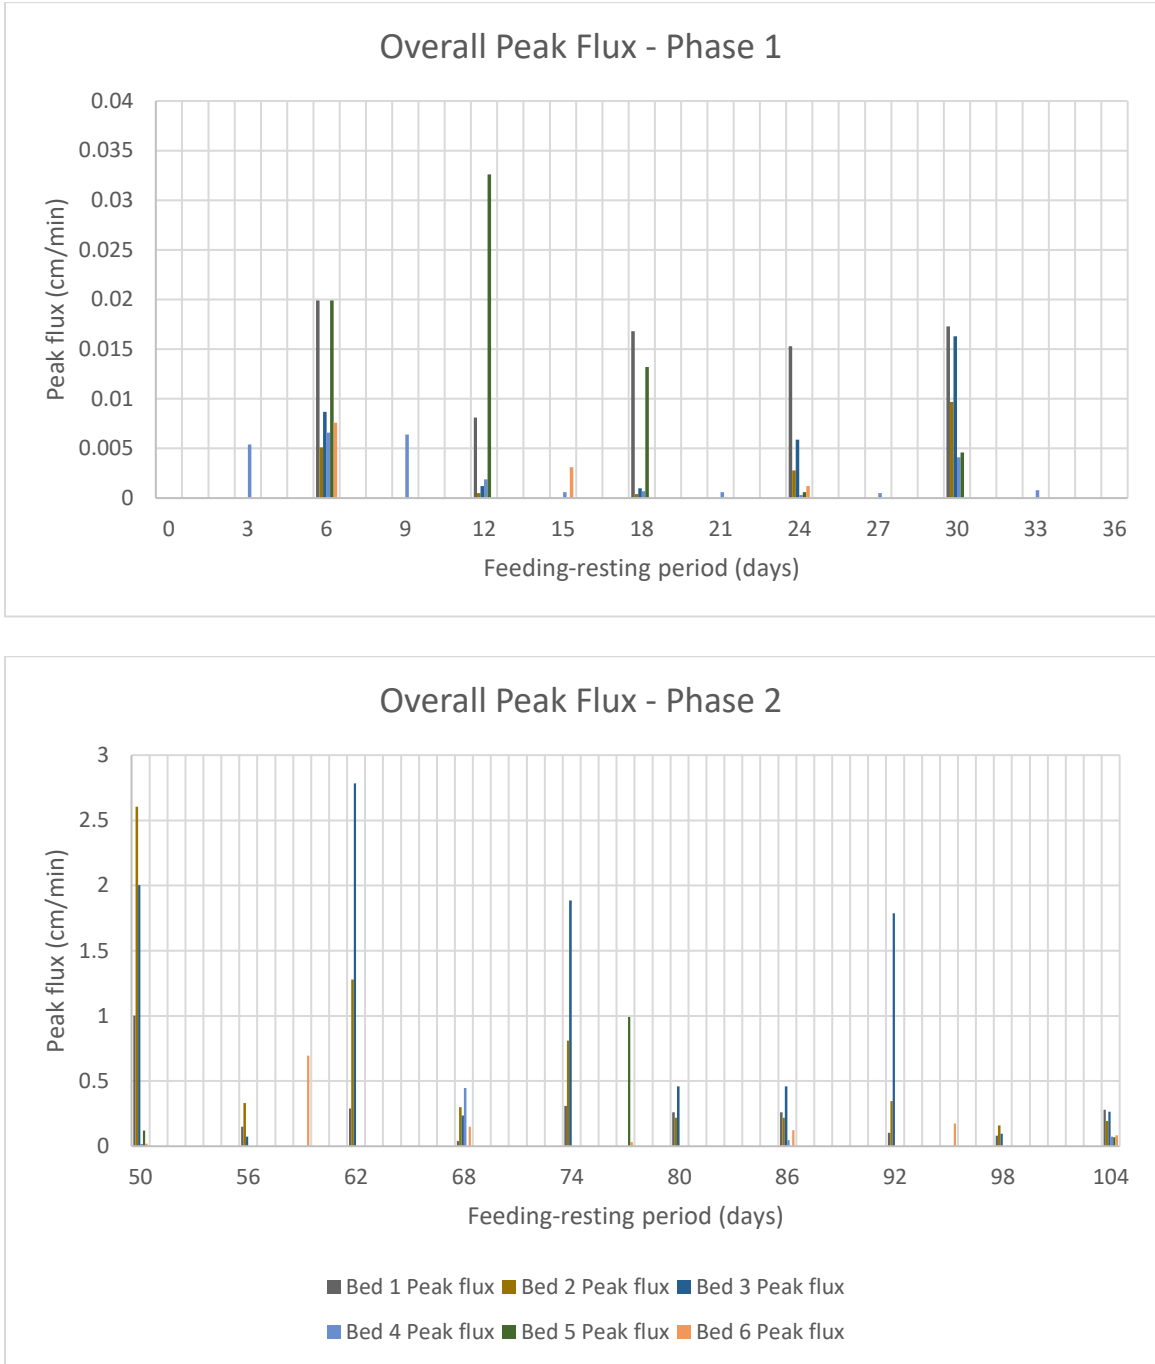 Overall Peak Flux - Phase 1
0.04
0.035
0.03
0.025
0.02
0.015
0.01
0.005
0
Peak flux (cm/min)
0 3 6 9 12 15 18 21 24 27 30 33 36
Feeding-resting period (days)
Overall Peak Flux - Phase 2
3
2.5
2
1.5
1
0.5
0
Peak flux (cm/min)
50 56 62 68 74 80 86 92 98 104
Feeding-resting period (days)
Bed 1 Peak flux Bed 2 Peak flux Bed 3 Peak flux
Bed 4 Peak flux Bed 5 Peak flux Bed 6 Peak flux